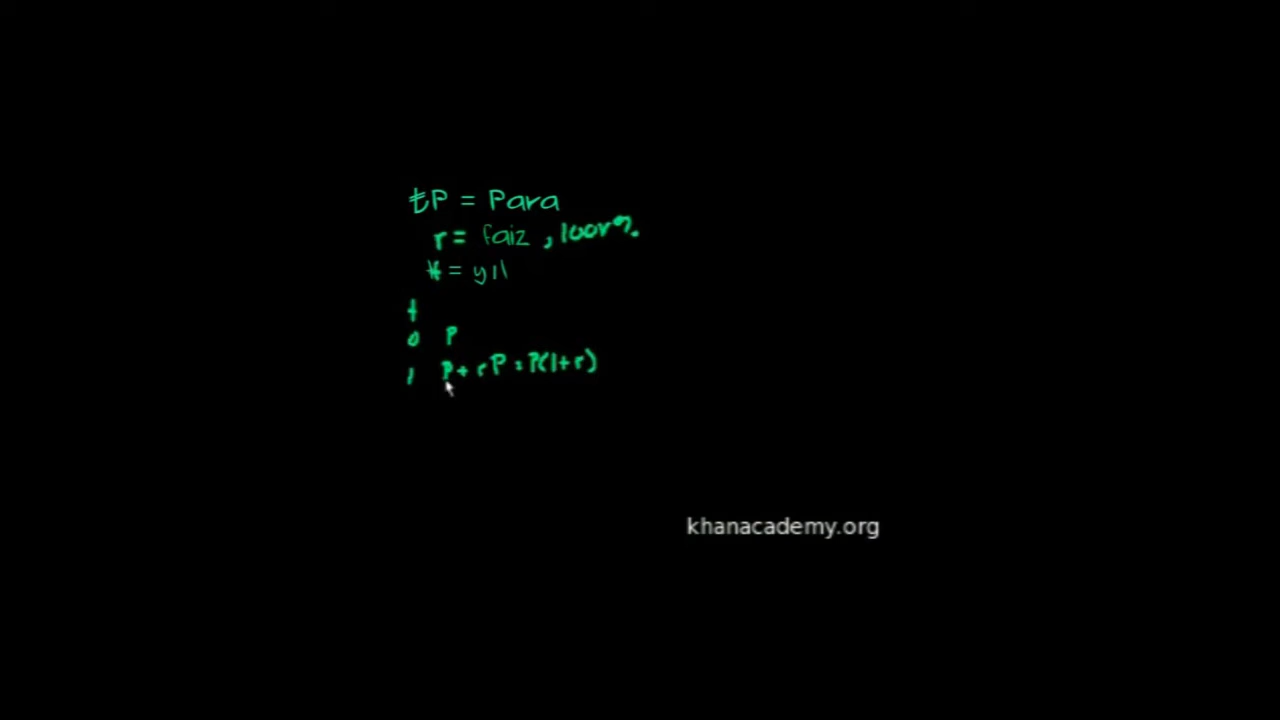 ₺P = Para
r = faiz , 100r%
= yıl
t
0 P
1 P + rP = P(1+r)
khanacademy.org